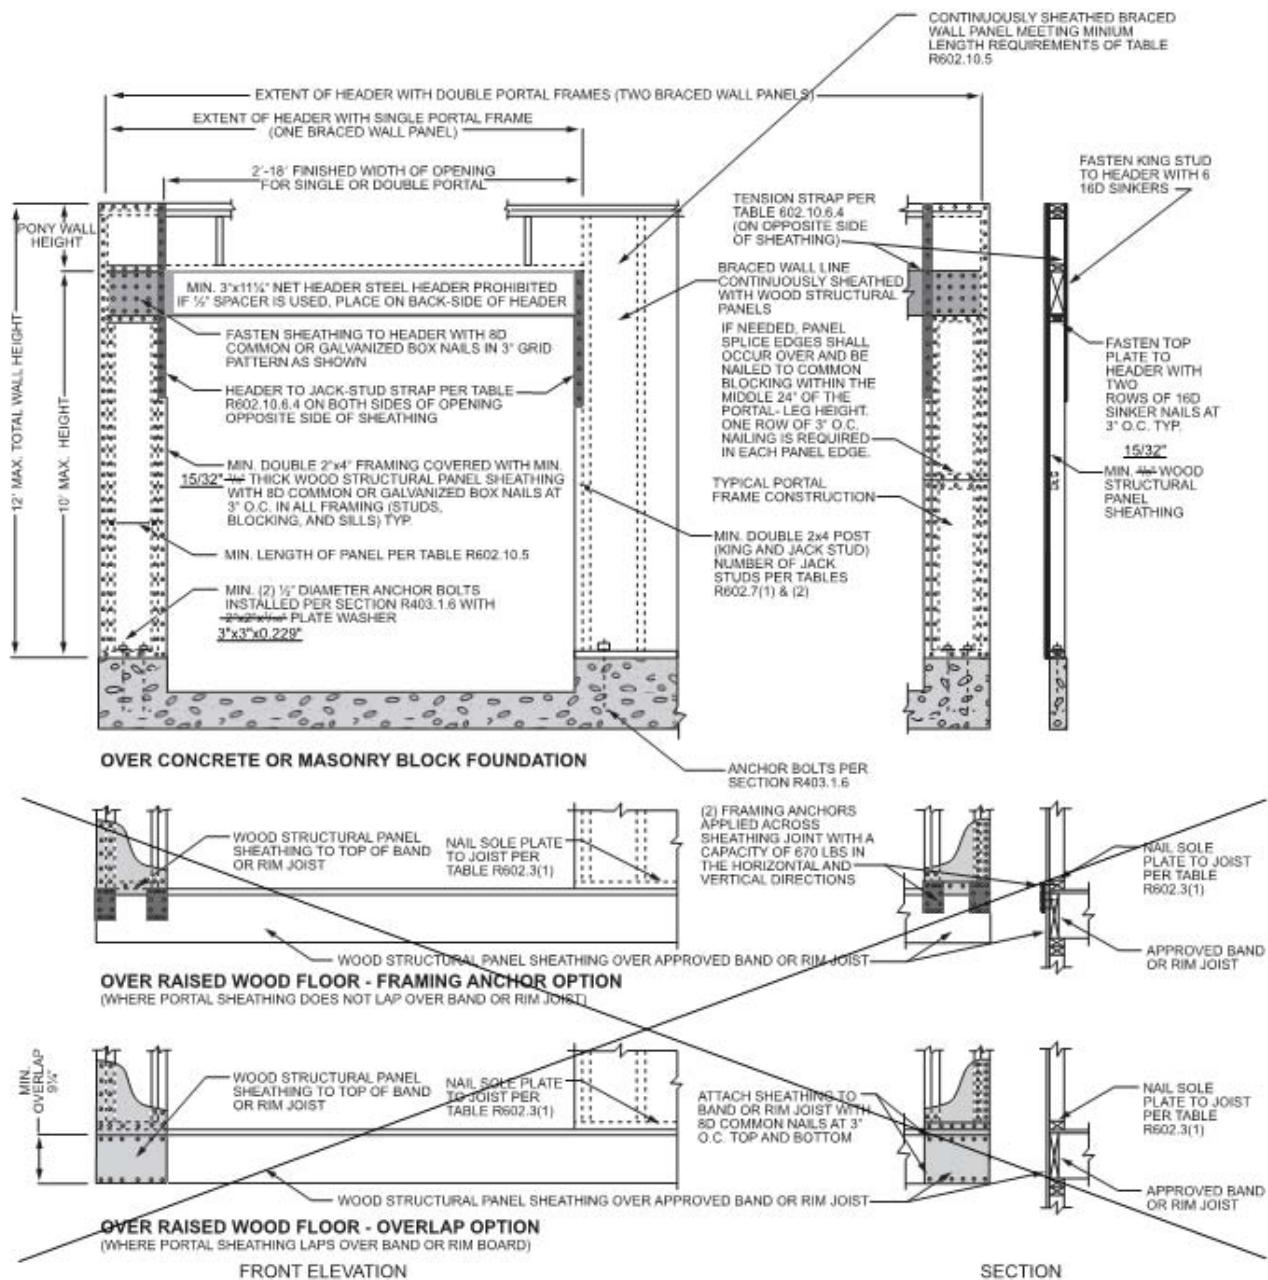 CONTINUOUSLY SHEATHED BRACED
WALL PANEL MEETING MINIUM
LENGTH REQUIREMENTS OF TABLE
R602.10.5
EXTENT OF HEADER WITH DOUBLE PORTAL FRAMES (TWO BRACED WALL PANELS)
EXTENT OF HEADER WITH SINGLE PORTAL FRAME
(ONE BRACED WALL PANEL)
2'-18' FINISHED WIDTH OF OPENING
FOR SINGLE OR DOUBLE PORTAL
FASTEN KING STUD
TO HEADER WITH 6
16D SINKERS
TENSION STRAP PER
TABLE 602.10.6.4
(ON OPPOSITE SIDE
OF SHEATHING)
PONY WALL
HEIGHT
12' MAX. TOTAL WALL HEIGHT
10' MAX. HEIGHT
MIN. 3"x11¼" NET HEADER STEEL HEADER PROHIBITED
IF ½" SPACER IS USED, PLACE ON BACK-SIDE OF HEADER
BRACED WALL LINE
CONTINUOUSLY SHEATHED
WITH WOOD STRUCTURAL
PANELS
FASTEN SHEATHING TO HEADER WITH 8D
COMMON OR GALVANIZED BOX NAILS IN 3" GRID
PATTERN AS SHOWN
IF NEEDED, PANEL
SPLICE EDGES SHALL
OCCUR OVER AND BE
NAILED TO COMMON
BLOCKING WITHIN THE
MIDDLE 24" OF THE
PORTAL- LEG HEIGHT.
ONE ROW OF 3" O.C.
NAILING IS REQUIRED
IN EACH PANEL EDGE.
FASTEN TOP
PLATE TO
HEADER WITH
TWO
ROWS OF 16D
SINKER NAILS AT
3" O.C. TYP.
HEADER TO JACK-STUD STRAP PER TABLE
R602.10.6.4 ON BOTH SIDES OF OPENING
OPPOSITE SIDE OF SHEATHING
MIN. DOUBLE 2"x4" FRAMING COVERED WITH MIN.
15/32" THICK WOOD STRUCTURAL PANEL SHEATHING
WITH 8D COMMON OR GALVANIZED BOX NAILS AT
3" O.C. IN ALL FRAMING (STUDS,
BLOCKING, AND SILLS) TYP.
15/32"
MIN. WOOD
STRUCTURAL
PANEL
SHEATHING
TYPICAL PORTAL
FRAME CONSTRUCTION
MIN. LENGTH OF PANEL PER TABLE R602.10.5
MIN. DOUBLE 2x4 POST
(KING AND JACK STUD)
NUMBER OF JACK
STUDS PER TABLES
R602.7(1) & (2)
MIN. (2) ½" DIAMETER ANCHOR BOLTS
INSTALLED PER SECTION R403.1.6 WITH
PLATE WASHER
3"x3"x0.229"
OVER CONCRETE OR MASONRY BLOCK FOUNDATION
ANCHOR BOLTS PER
SECTION R403.1.6
WOOD STRUCTURAL PANEL
SHEATHING TO TOP OF BAND
OR RIM JOIST
NAIL SOLE PLATE
TO JOIST PER
TABLE R602.3(1)
(2) FRAMING ANCHORS
APPLIED ACROSS
SHEATHING JOINT WITH A
CAPACITY OF 670 LBS IN
THE HORIZONTAL AND
VERTICAL DIRECTIONS
NAIL SOLE
PLATE TO JOIST
PER TABLE
R602.3(1)
APPROVED BAND
OR RIM JOIST
WOOD STRUCTURAL PANEL SHEATHING OVER APPROVED BAND OR RIM JOIST
OVER RAISED WOOD FLOOR - FRAMING ANCHOR OPTION
(WHERE PORTAL SHEATHING DOES NOT LAP OVER BAND OR RIM JOIST)
MIN.
OVERLAP
9¼"
WOOD STRUCTURAL PANEL
SHEATHING TO TOP OF BAND
OR RIM JOIST
NAIL SOLE PLATE
TO JOIST PER
TABLE R602.3(1)
ATTACH SHEATHING TO
BAND OR RIM JOIST WITH
8D COMMON NAILS AT 3"
O.C. TOP AND BOTTOM
NAIL SOLE
PLATE TO JOIST
PER TABLE
R602.3(1)
APPROVED BAND
OR RIM JOIST
WOOD STRUCTURAL PANEL SHEATHING OVER APPROVED BAND OR RIM JOIST
OVER RAISED WOOD FLOOR - OVERLAP OPTION
(WHERE PORTAL SHEATHING LAPS OVER BAND OR RIM BOARD)
FRONT ELEVATION
SECTION